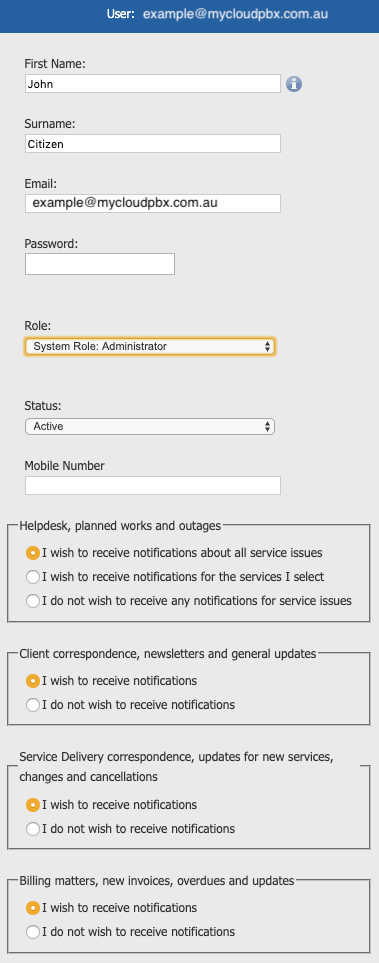 User: example@mycloudpbx.com.au
First Name:
John
Surname:
Citizen
Email:
example@mycloudpbx.com.au
Password:
Role:
System Role: Administrator
Status:
Active
Mobile Number
Helpdesk, planned works and outages
I wish to receive notifications about all service issues
I wish to receive notifications for the services I select
I do not wish to receive any notifications for service issues
Client correspondence, newsletters and general updates
I wish to receive notifications
I do not wish to receive notifications
Service Delivery correspondence, updates for new services,
changes and cancellations
I wish to receive notifications
I do not wish to receive notifications
Billing matters, new invoices, overdues and updates
I wish to receive notifications
I do not wish to receive notifications